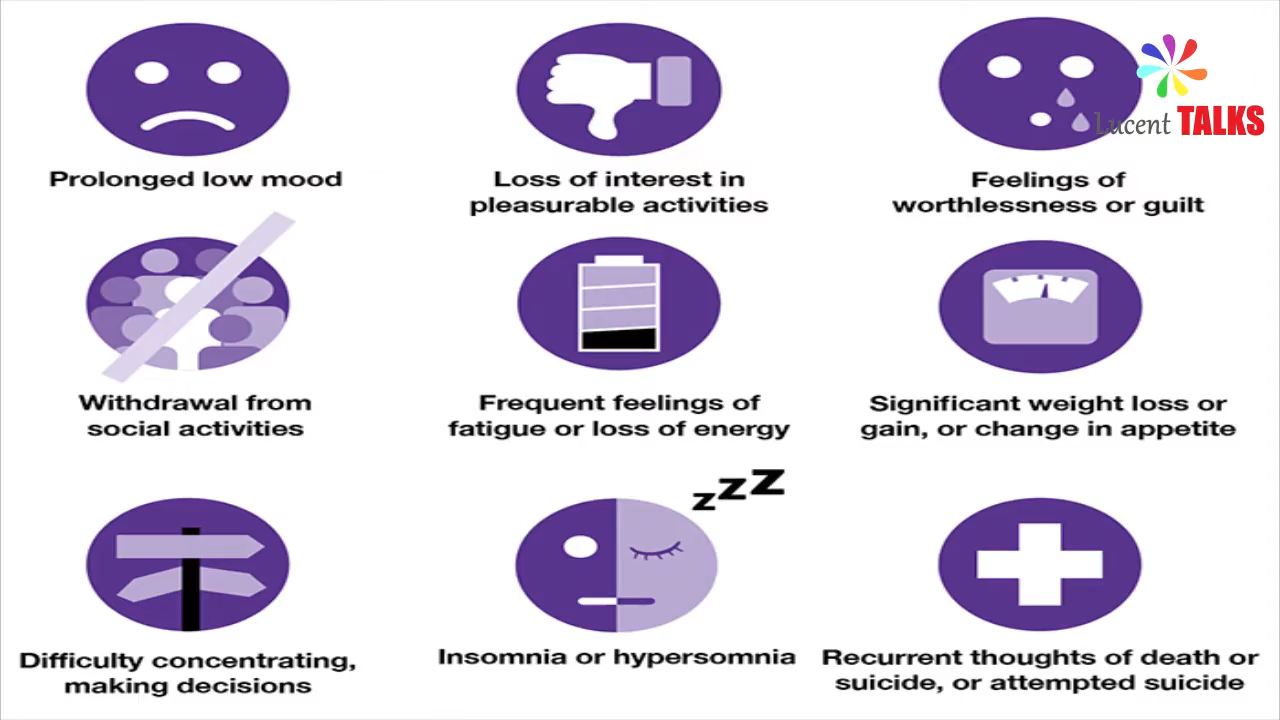 Lucent TALKS
Prolonged low mood
Loss of interest in
pleasurable activities
Feelings of
worthlessness or guilt
Withdrawal from
social activities
Frequent feelings of
fatigue or loss of energy
Significant weight loss or
gain, or change in appetite
zzz
Difficulty concentrating,
making decisions
Insomnia or hypersomnia
Recurrent thoughts of death or
suicide, or attempted suicide